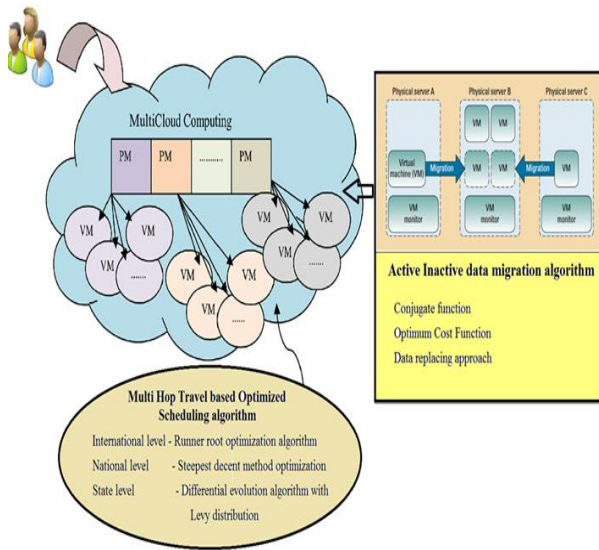 MultiCloud Computing
PM PM ........... PM
VM VM
VM
VM .......
VM
VM
VM
VM
VM ......
VM
VM
VM
VM .......
Physical server A Physical server B Physical server C
VM VM
Virtual machine (VM) Migration VM VM Migration VM
VM monitor VM monitor VM monitor
Active Inactive data migration algorithm
Conjugate function
Optimum Cost Function
Data replacing approach
Multi Hop Travel based Optimized
Scheduling algorithm
International level - Runner root optimization algorithm
National level - Steepest decent method optimization
State level - Differential evolution algorithm with
Levy distribution